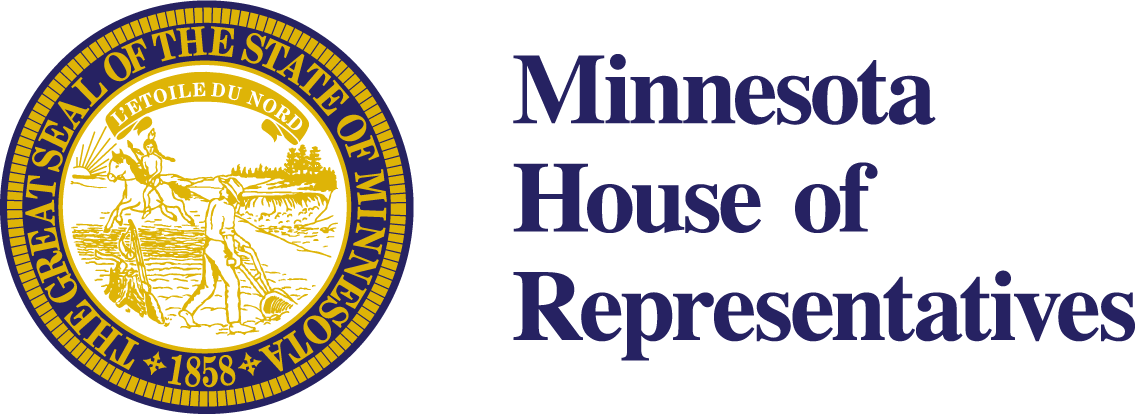 THE GREAT SEAL OF THE STATE OF MINNESOTA
L'ETOILE DU NORD
1858
Minnesota
House of
Representatives